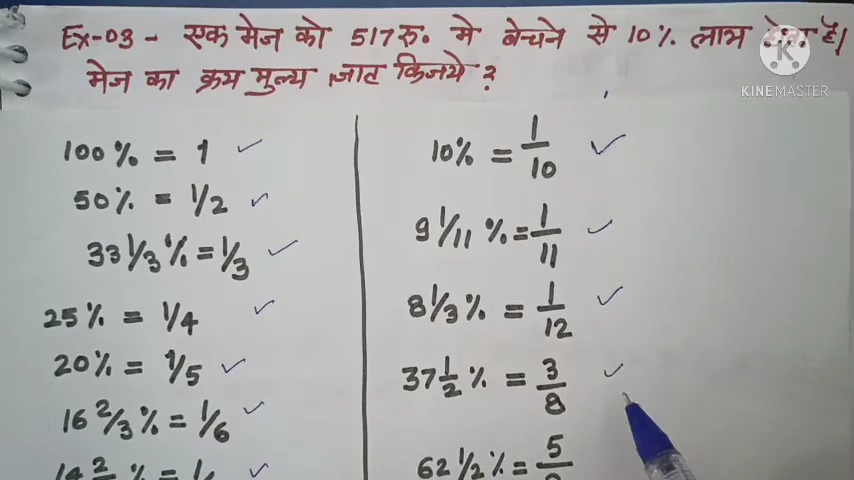 Ex-03 - एक मेज को 517 रु. मे बेचने से 10% लाभ होता है।
मेज का क्रय मुल्य ज्ञात किजये ?
KINEMASTER
100% = 1
50% = 1/2
33 1/3 % = 1/3
25% = 1/4
20% = 1/5
16 2/3 % = 1/6
10% = 1/10
9 1/11 % = 1/11
8 1/3 % = 1/12
37 1/2 % = 3/8
62 1/2 % = 5